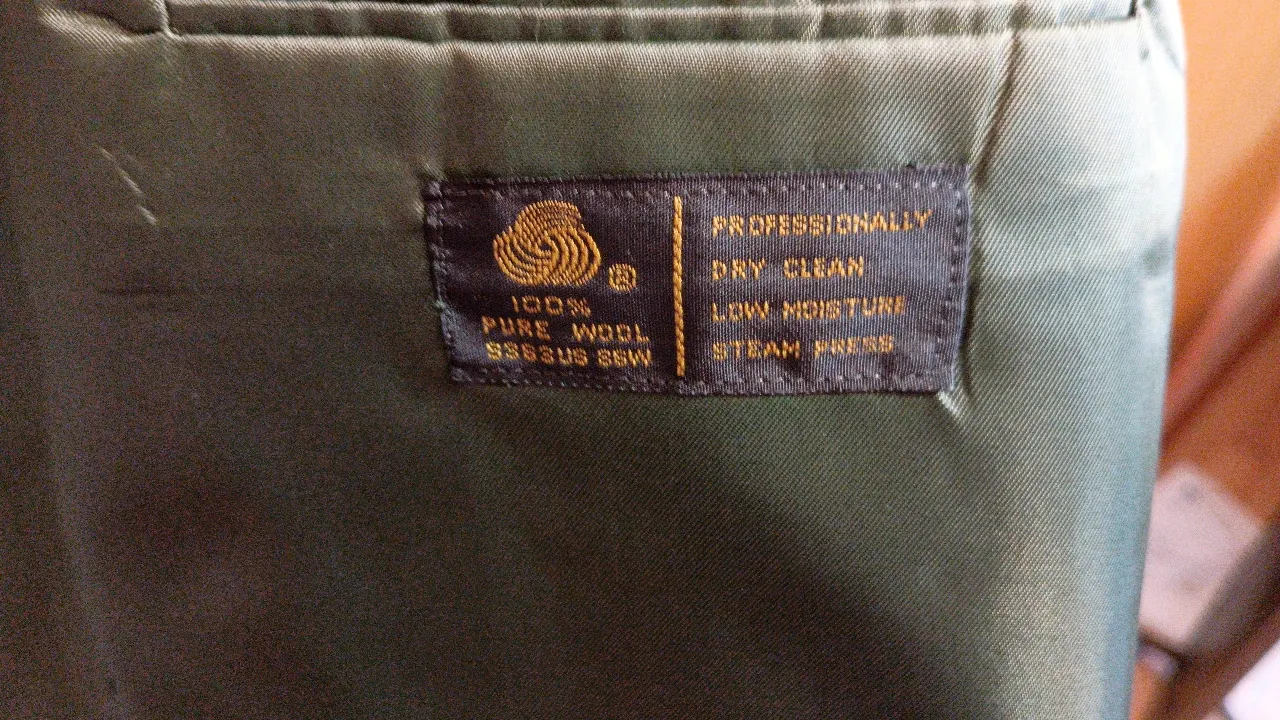 ®
100%
PURE WOOL
PROFESSIONALLY
DRY CLEAN
LOW MOISTURE
STEAM PRESS